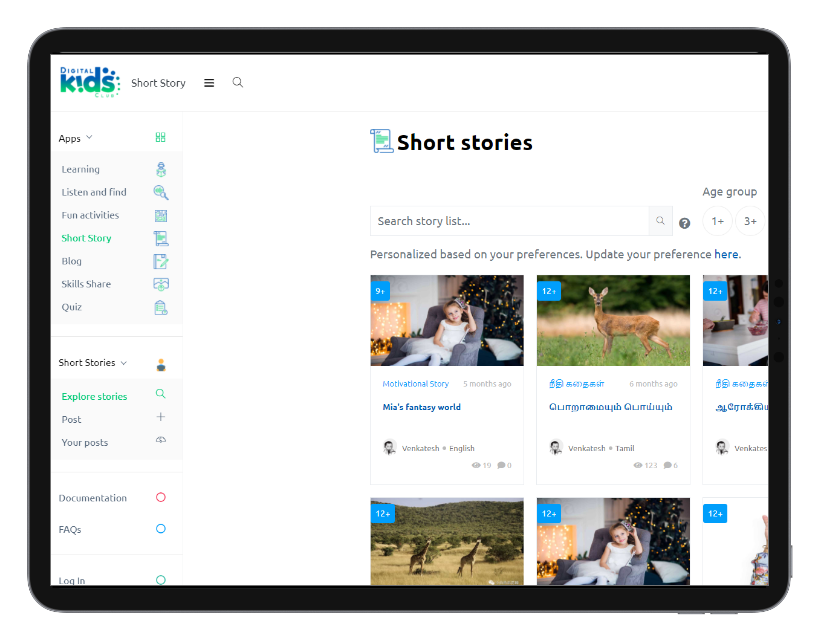 DIGITAL
kids
CLUB
Short Story
Apps
Learning
Listen and find
Fun activities
Short Story
Blog
Skills Share
Quiz
Short Stories
Explore stories
Post
Your posts
Documentation
FAQs
Log In
Short stories
Age group
Search story list...
1+
3+
Personalized based on your preferences. Update your preference here.
9+
Motivational Story
5 months ago
Mia's fantasy world
Venkatesh • English
19
0
12+
நீதி கதைகள்
6 months ago
பொறாமையும் பொய்யும்
Venkatesh • Tamil
123
6
12+
நீதி கதைகள்
Venkates
12+
12+
12+